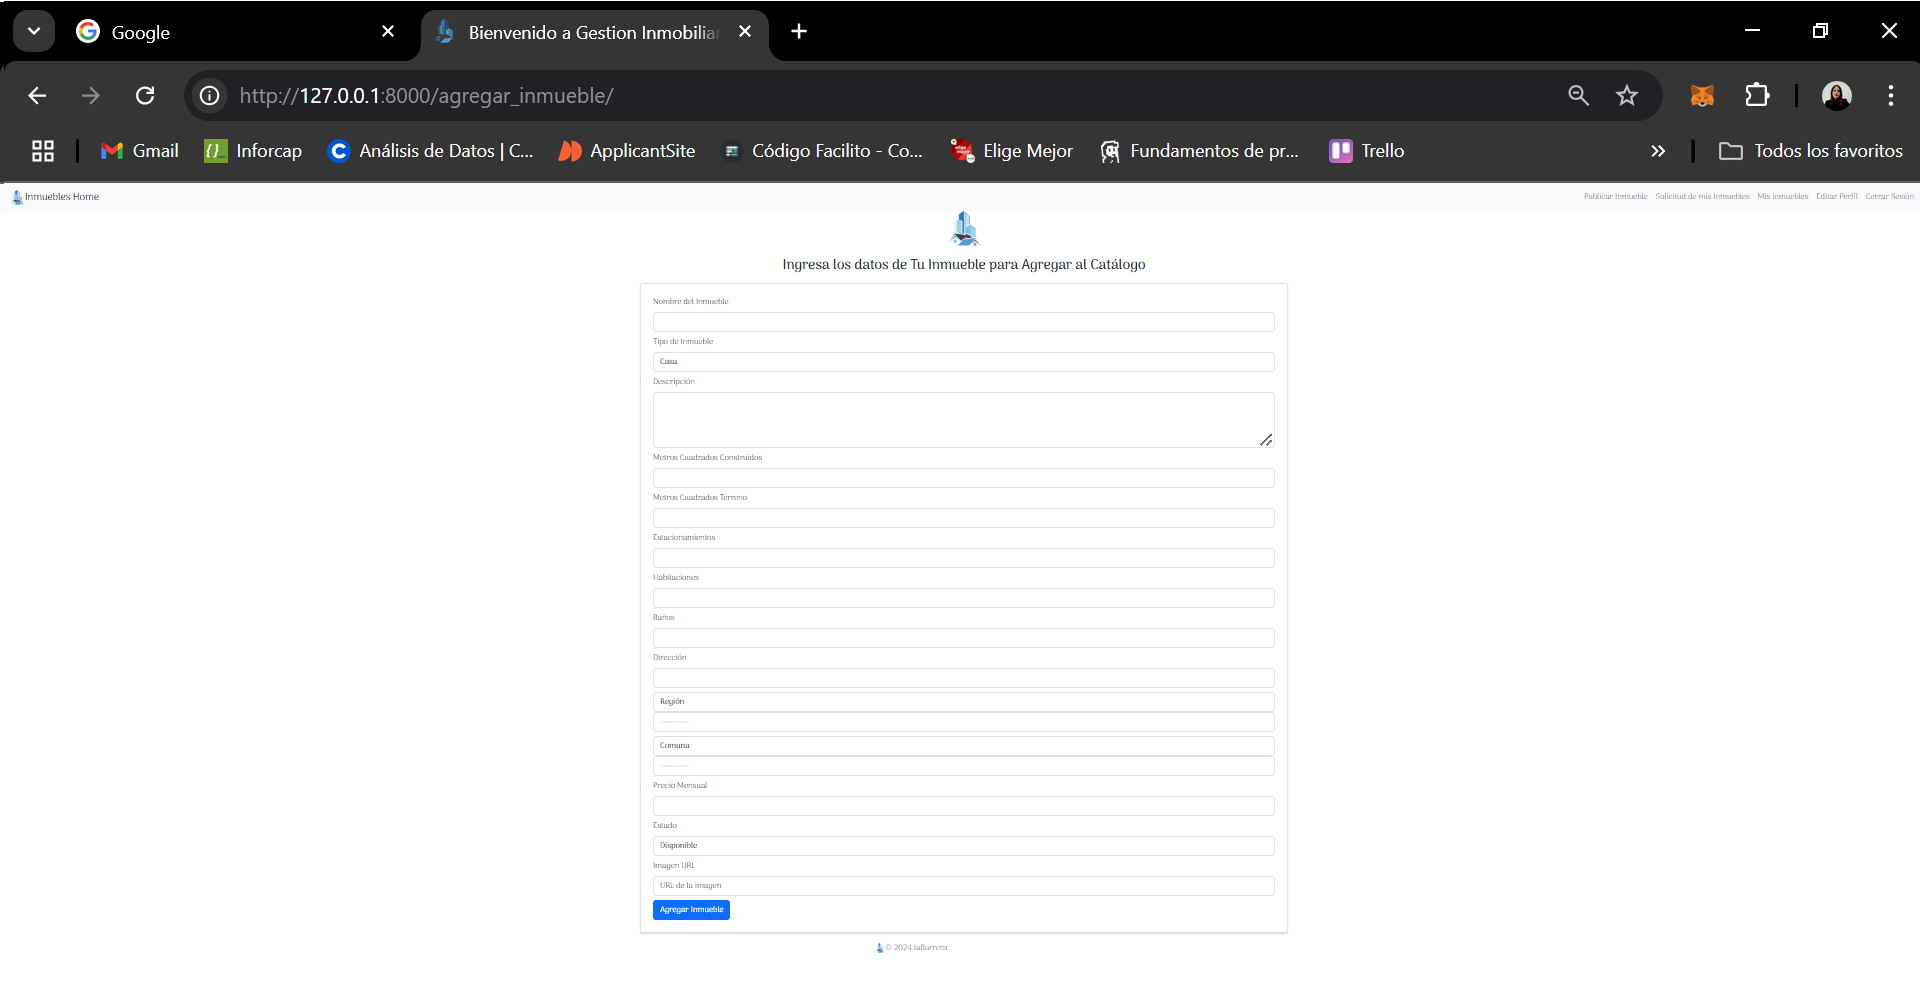 Google
Bienvenido a Gestion Inmobiliar
http://127.0.0.1:8000/agregar_inmueble/
Gmail
Inforcap
Análisis de Datos | C...
ApplicantSite
Código Facilito - Co...
Elige Mejor
Fundamentos de pr...
Trello
Todos los favoritos
Inmuebles Home
Publicar Inmueble
Solicitud de mis Inmuebles
Mis inmuebles
Editar Perfil
Cerrar Sesión
Ingresa los datos de Tu Inmueble para Agregar al Catálogo
Nombre del Inmueble
Tipo de Inmueble
Casa
Descripción
Metros Cuadrados Construidos
Metros Cuadrados Terreno
Estacionamientos
Habitaciones
Baños
Dirección
Región
---------
Comuna
---------
Precio Mensual
Estado
Disponible
Imagen URL
URL de la imagen
Agregar Inmueble
© 2024 IaBarrera